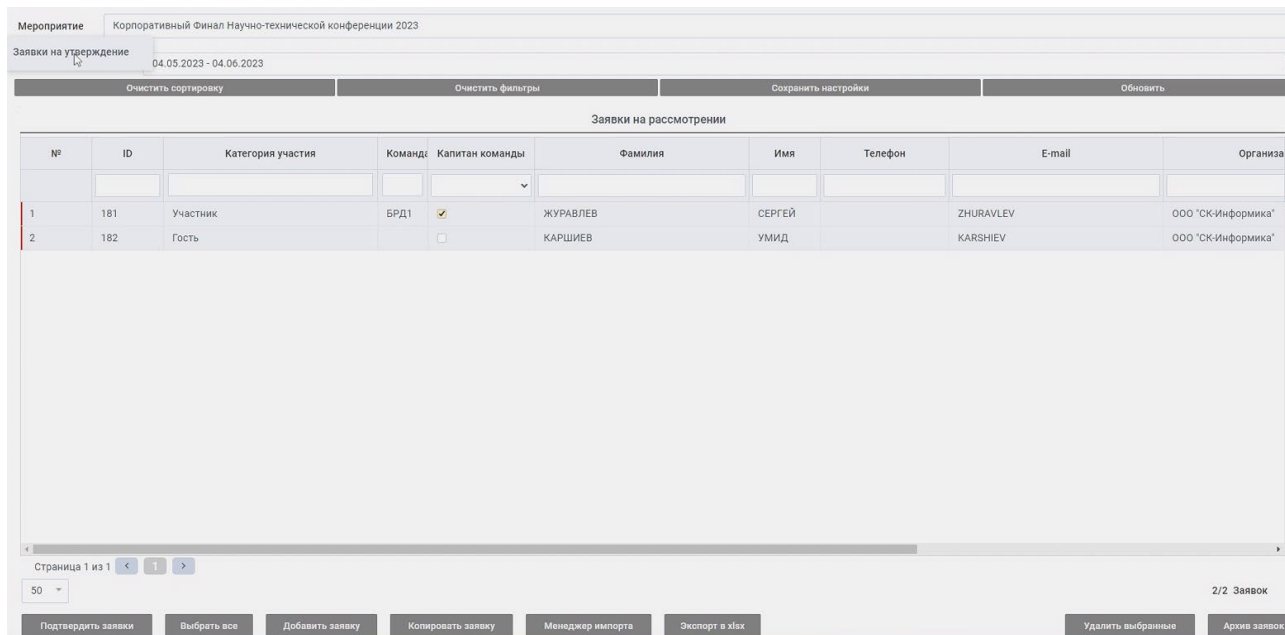 Мероприятие Корпоративный Финал Научно-технической конференции 2023
Заявки на утверждение
04.05.2023 - 04.06.2023
Очистить сортировку Очистить фильтры Сохранить настройки Обновить
Заявки на рассмотрении
№ ID Категория участия Команда Капитан команды Фамилия Имя Телефон E-mail Организа
1 181 Участник БРД1 ЖУРАВЛЕВ СЕРГЕЙ ZHURAVLEV ООО "СК-Информика"
2 182 Гость КАРШИЕВ УМИД KARSHIEV ООО "СК-Информика"
Страница 1 из 1 < 1 >
50 2/2 Заявок
Подтвердить заявки Выбрать все Добавить заявку Копировать заявку Менеджер импорта Экспорт в xlsx Удалить выбранные Архив заявок